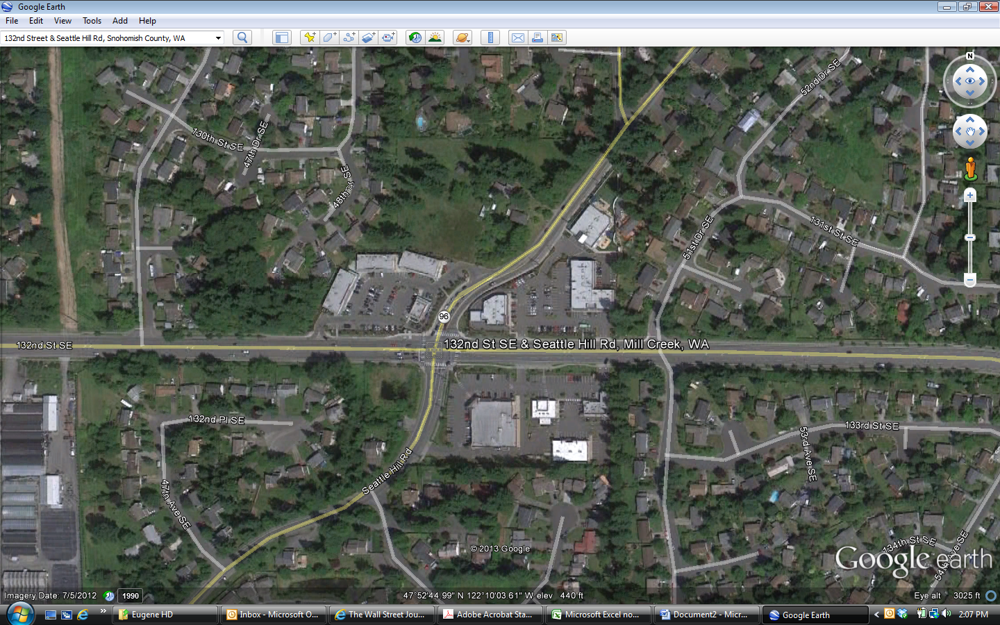 Google Earth
File Edit View Tools Add Help
132nd Street & Seattle Hill Rd, Snohomish County, WA
N
52nd Dr SE
130th St SE
47th Dr SE
48th Dr SE
51st Dr SE
131st St SE
96
132nd St SE
132nd St SE & Seattle Hill Rd, Mill Creek, WA
132nd Pl SE
133rd St SE
53rd Ave SE
Seattle Hill Rd
47th Ave SE
134th St SE
54th Ave SE
© 2013 Google
Google earth
Imagery Date: 7/5/2012 1990 47°52'44.99" N 122°10'03.61" W elev 440 ft Eye alt 3025 ft
Eugene HD Inbox - Microsoft O... The Wall Street Jou... Adobe Acrobat Sta... Microsoft Excel no... Document2 - Micr... Google Earth 2:07 PM